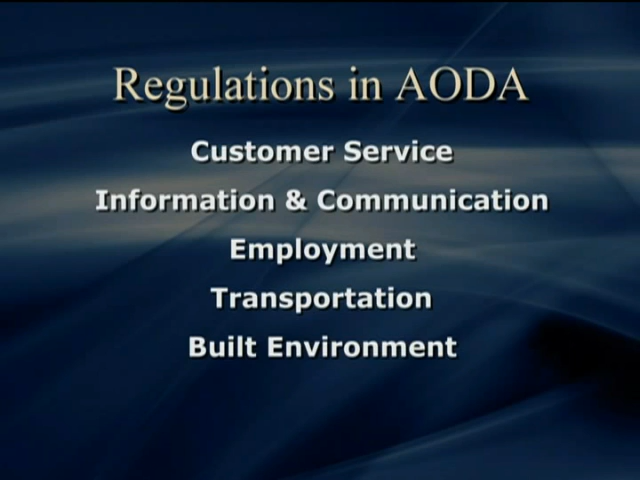 Regulations in AODA
Customer Service
Information & Communication
Employment
Transportation
Built Environment